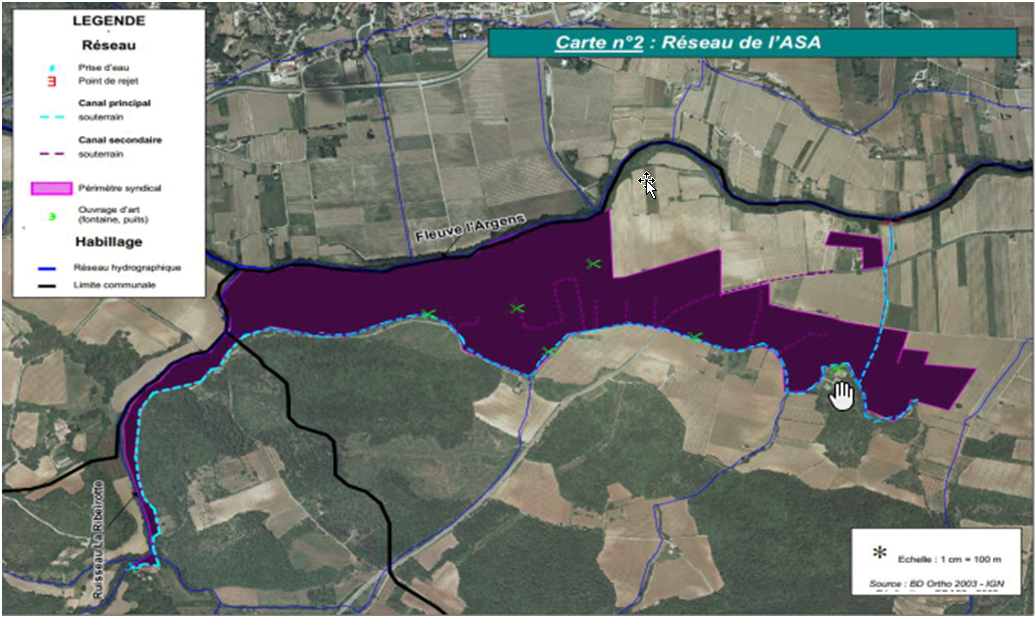 LEGENDE
Réseau
Prise d'eau
Point de rejet
Canal principal
souterrain
Canal secondaire
souterrain
Périmètre syndical
Ouvrage d'art
(fontaine, puits)
Habillage
Réseau hydrographique
Limite communale
Carte n°2 : Réseau de l'ASA
Fleuve l'Argens
Ruisseau La Ribeirotte
* Echelle : 1 cm = 100 m
Source : BD Ortho 2003 - IGN